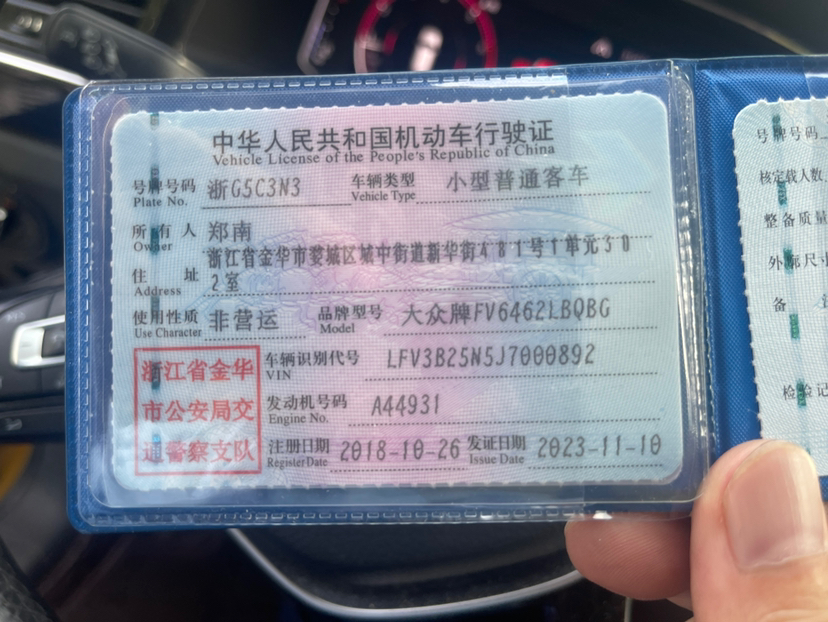 中华人民共和国机动车行驶证
Vehicle License of the People's Republic of China
号牌号码 浙G5C3N3 车辆类型 小型普通客车
Plate No. Vehicle Type
所有人 郑南
Owner
浙江省金华市婺城区城中街道新华街481号1单元30
住址 2室
Address
使用性质 非营运 品牌型号 大众牌FV6462LBQBG
Use Character Model
浙江省金华
市公安局交
通警察支队
车辆识别代号 LFV3B25N5J7000892
VIN
发动机号码 A44931
Engine No.
注册日期 2018-10-26 发证日期 2023-11-10
Register Date Issue Date
号牌号码
核定载人数
整备质量
外廓尺寸
备
检验记